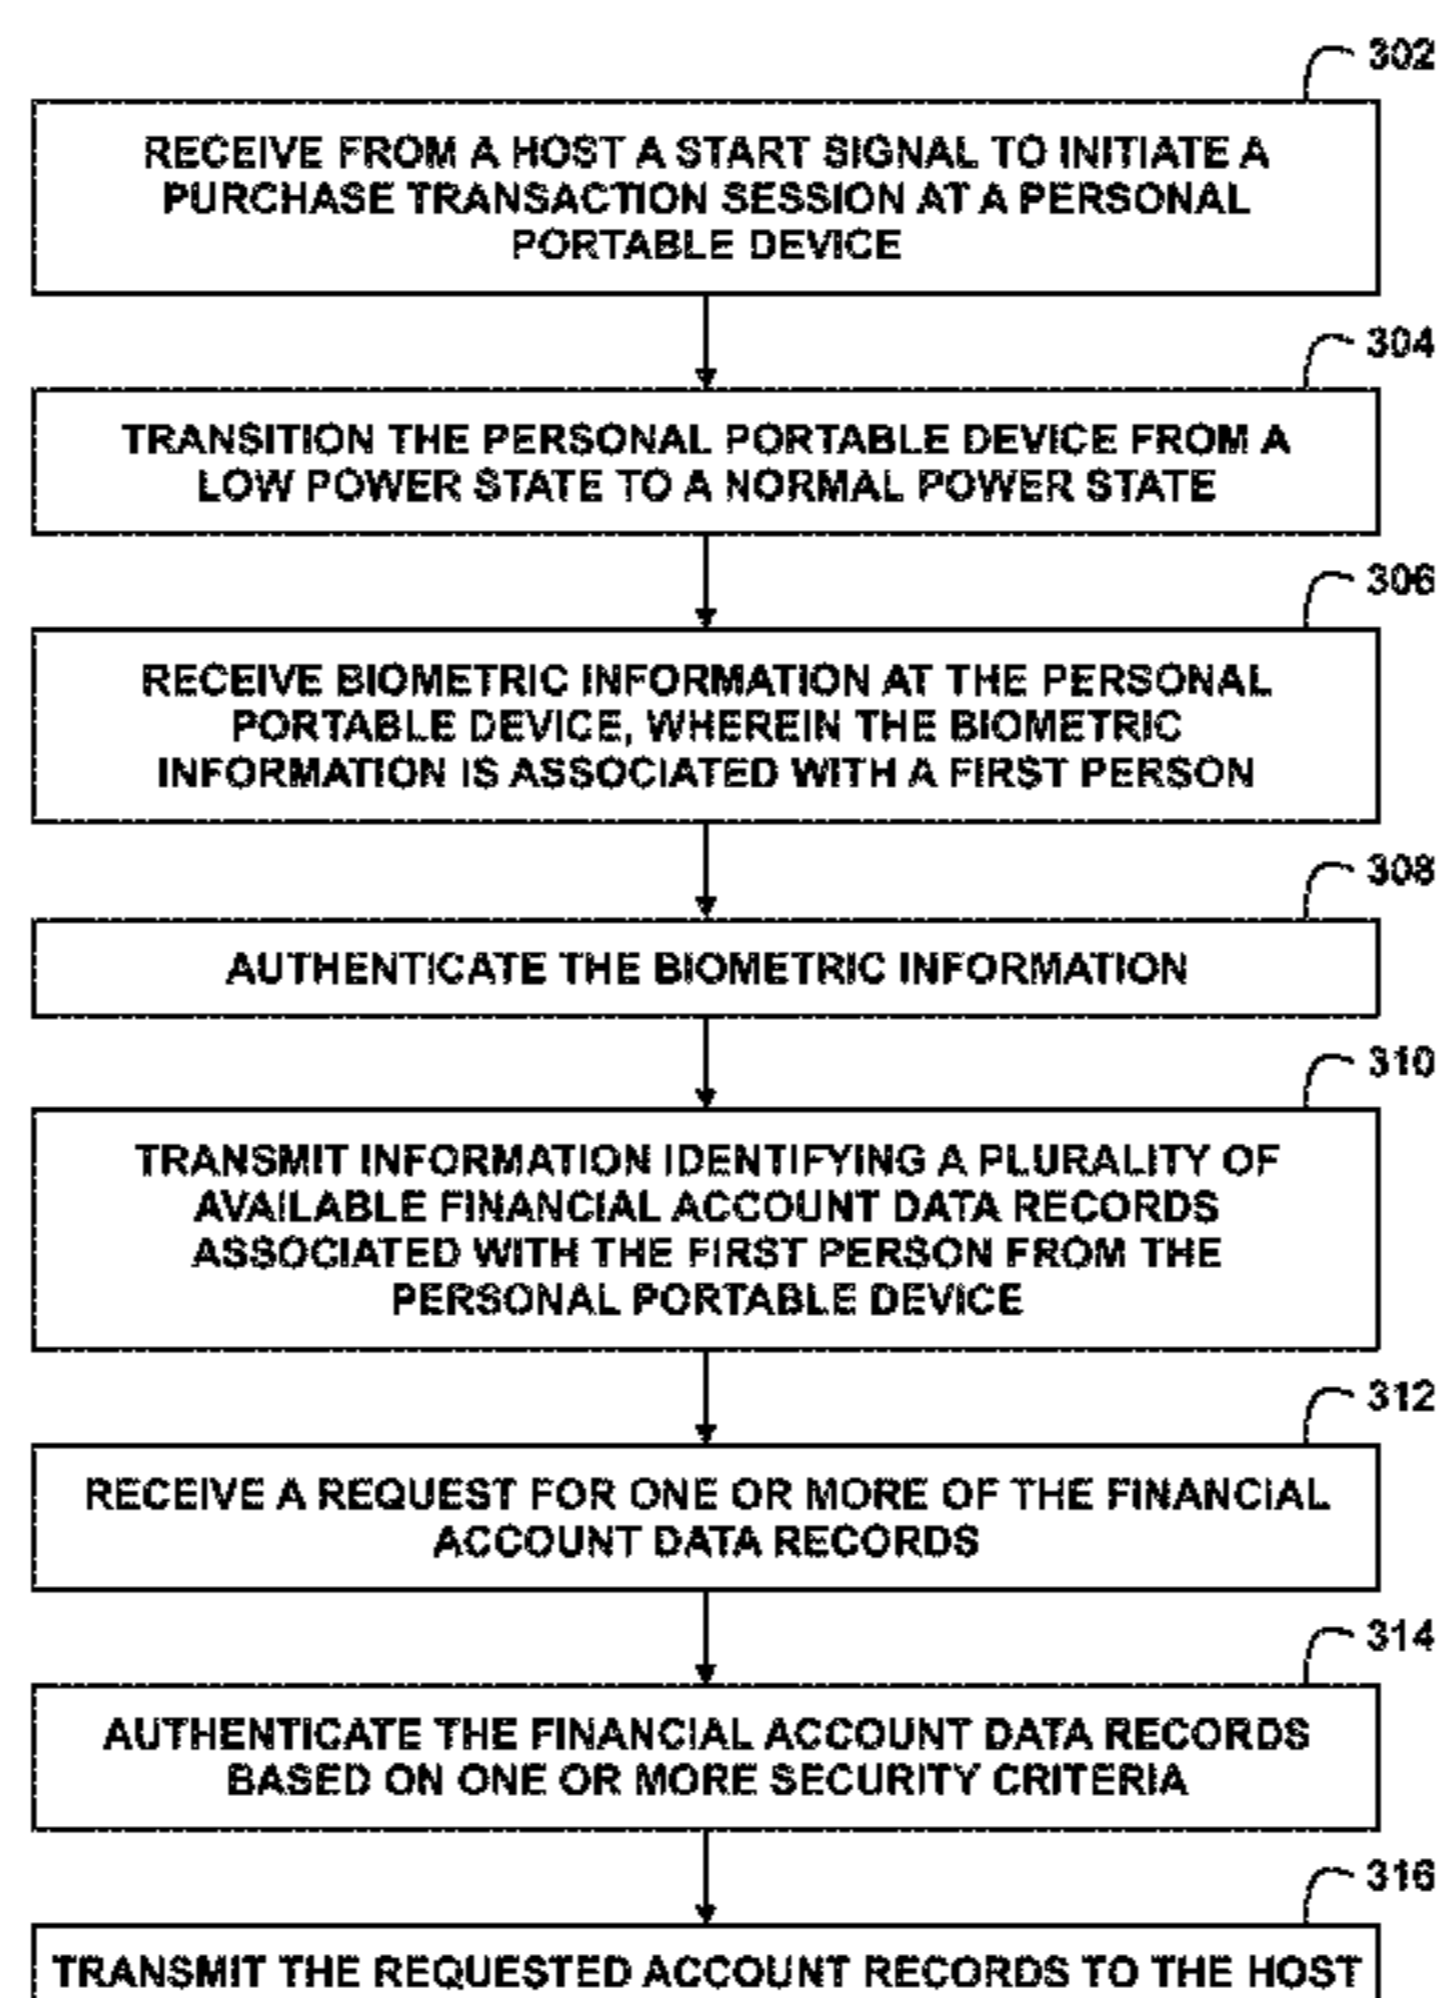 302
RECEIVE FROM A HOST A START SIGNAL TO INITIATE A
PURCHASE TRANSACTION SESSION AT A PERSONAL
PORTABLE DEVICE
304
TRANSITION THE PERSONAL PORTABLE DEVICE FROM A
LOW POWER STATE TO A NORMAL POWER STATE
306
RECEIVE BIOMETRIC INFORMATION AT THE PERSONAL
PORTABLE DEVICE, WHEREIN THE BIOMETRIC
INFORMATION IS ASSOCIATED WITH A FIRST PERSON
308
AUTHENTICATE THE BIOMETRIC INFORMATION
310
TRANSMIT INFORMATION IDENTIFYING A PLURALITY OF
AVAILABLE FINANCIAL ACCOUNT DATA RECORDS
ASSOCIATED WITH THE FIRST PERSON FROM THE
PERSONAL PORTABLE DEVICE
312
RECEIVE A REQUEST FOR ONE OR MORE OF THE FINANCIAL
ACCOUNT DATA RECORDS
314
AUTHENTICATE THE FINANCIAL ACCOUNT DATA RECORDS
BASED ON ONE OR MORE SECURITY CRITERIA
316
TRANSMIT THE REQUESTED ACCOUNT RECORDS TO THE HOST